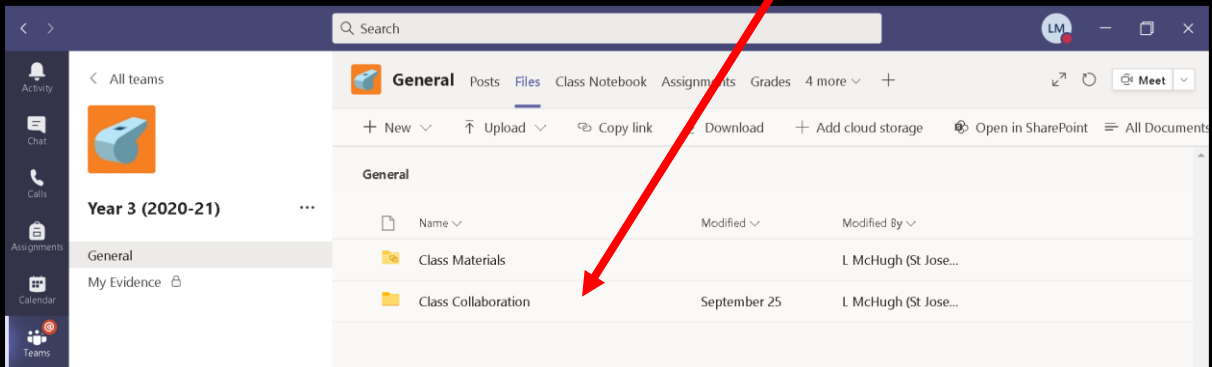 Search
LM
Activity
Chat
Calls
Assignments
Calendar
@
Teams
All teams
Year 3 (2020-21)
...
General
My Evidence
General Posts Files Class Notebook Assignments Grades 4 more +
Meet
+ New Upload Copy link Download + Add cloud storage Open in SharePoint All Documents
General
Name Modified Modified By
Class Materials L McHugh (St Jose...
Class Collaboration September 25 L McHugh (St Jose...